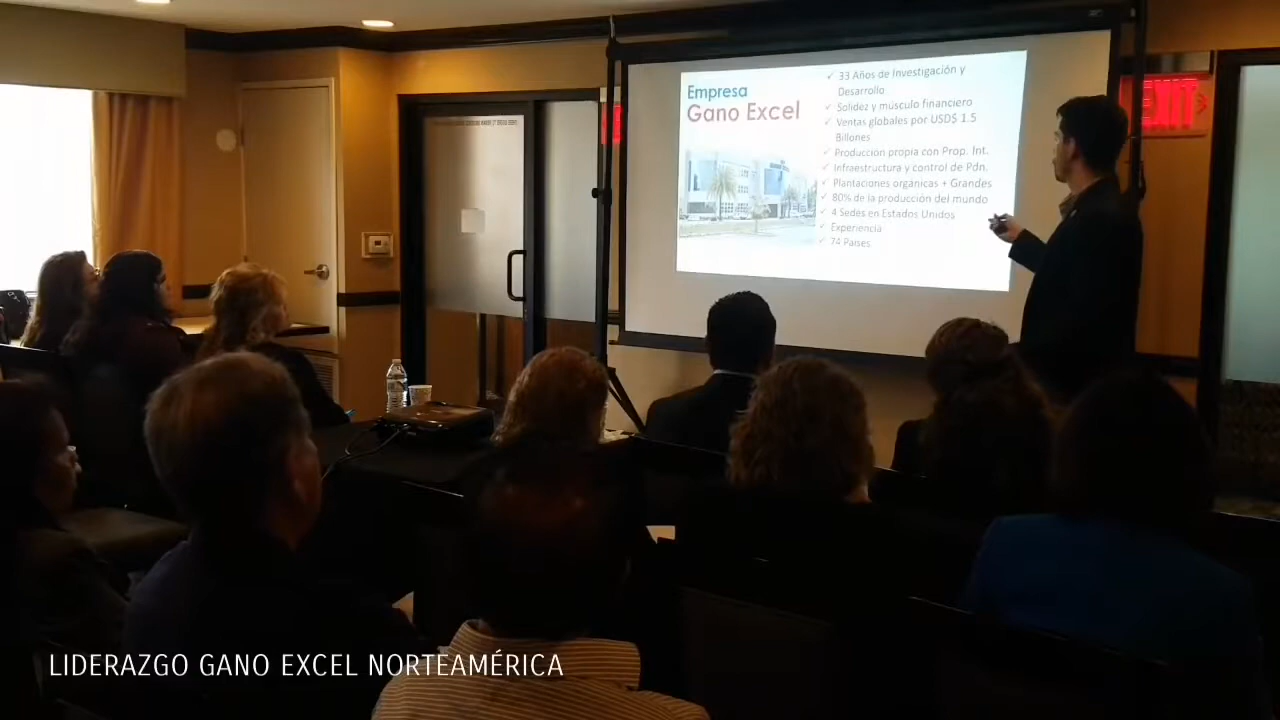 Empresa
Gano Excel
✓ 33 Años de Investigación y
Desarrollo
✓ Solidez y músculo financiero
✓ Ventas globales por USD$ 1.5
Billones
✓ Producción propia con Prop. Int.
✓ Infraestructura y control de Pdn.
✓ Plantaciones orgánicas + Grandes
✓ 80% de la producción del mundo
✓ 4 Sedes en Estados Unidos
✓ Experiencia
✓ 74 Países
EXIT
LIDERAZGO GANO EXCEL NORTEAMÉRICA